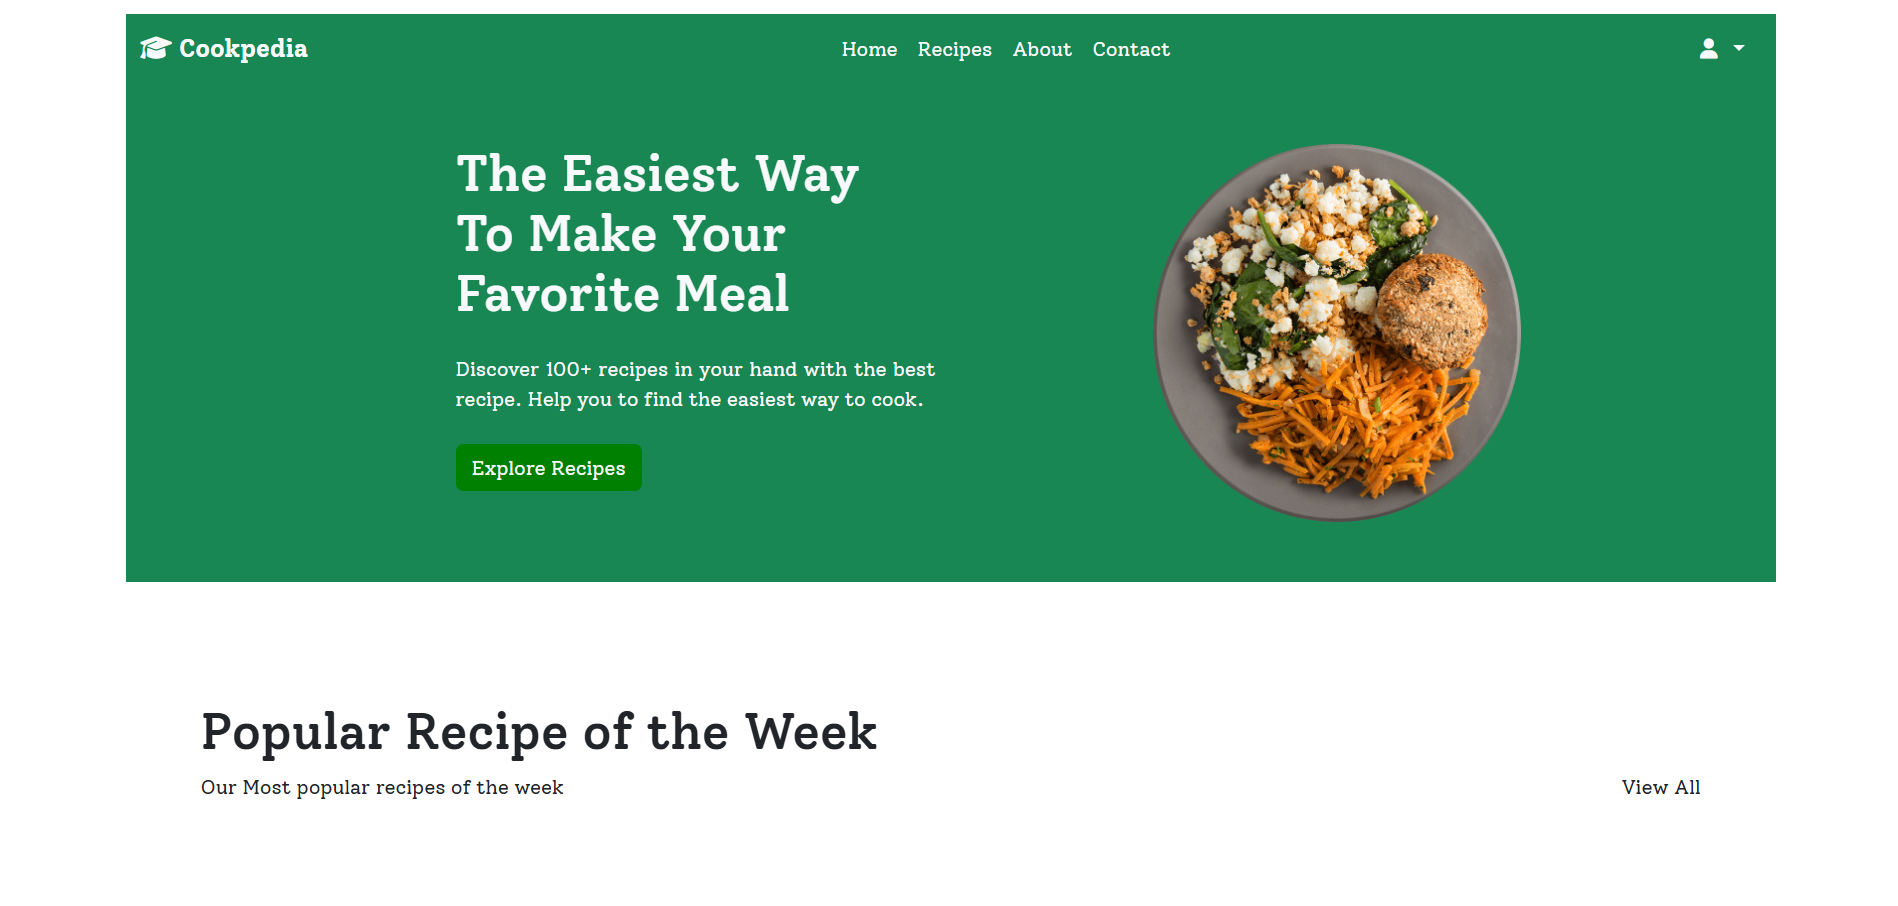 Cookpedia
Home Recipes About Contact
The Easiest Way
To Make Your
Favorite Meal
Discover 100+ recipes in your hand with the best
recipe. Help you to find the easiest way to cook.
Explore Recipes
Popular Recipe of the Week
Our Most popular recipes of the week
View All